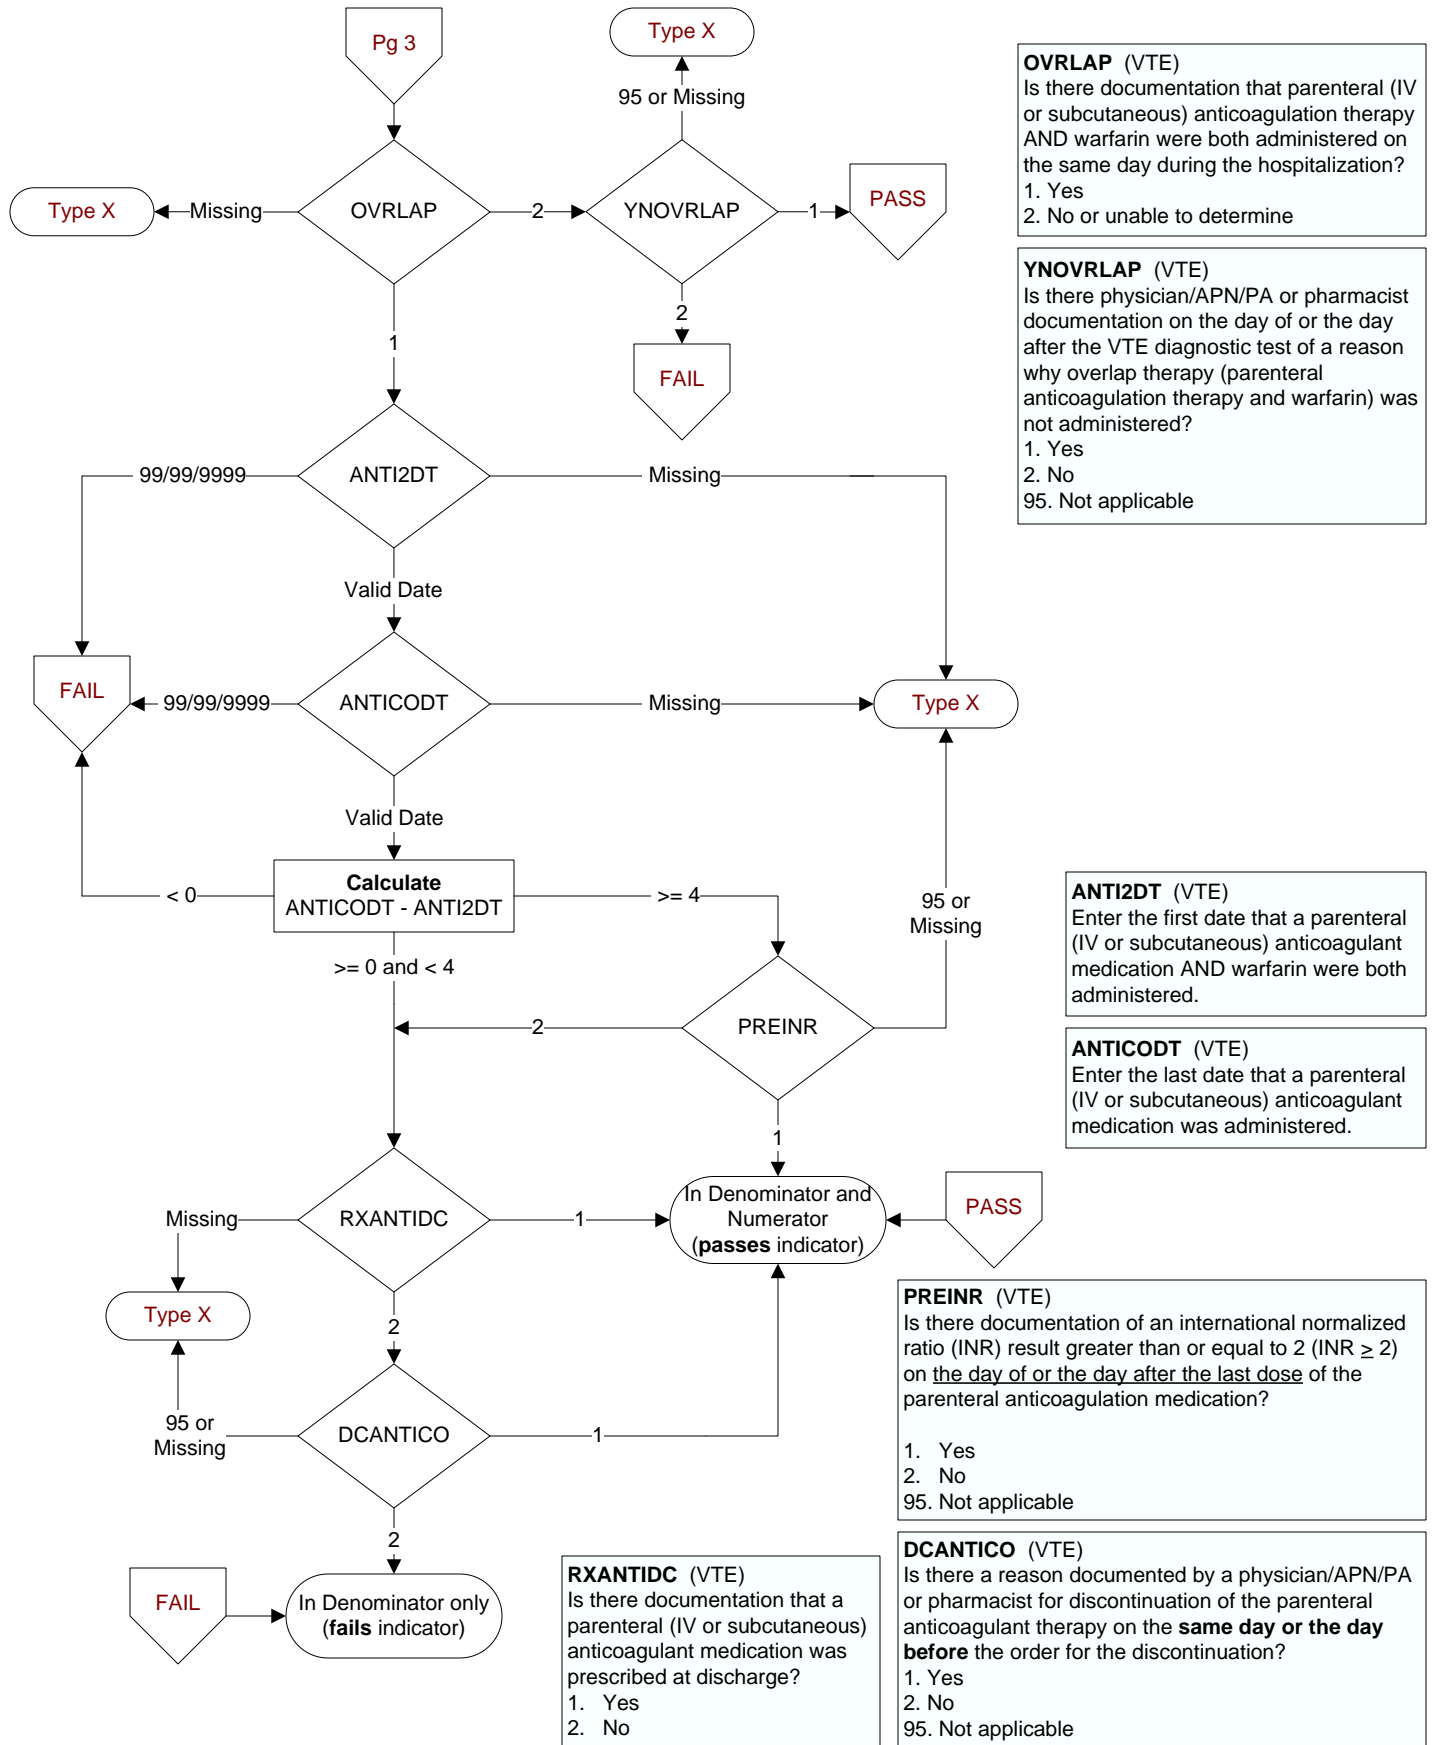 Pg 3
Type X
95 or Missing
OVRLAP
Missing
Type X
2
YNOVRLAP
1
PASS
2
FAIL
1
ANTI2DT
99/99/9999
Missing
Valid Date
FAIL
99/99/9999
ANTICODT
Missing
Type X
Valid Date
Calculate
ANTICODT - ANTI2DT
< 0
>= 4
95 or
Missing
>= 0 and < 4
2
PREINR
1
RXANTIDC
Missing
1
In Denominator and
Numerator
(passes indicator)
PASS
Type X
2
95 or
Missing
DCANTICO
1
2
FAIL
In Denominator only
(fails indicator)
OVRLAP (VTE)
Is there documentation that parenteral (IV
or subcutaneous) anticoagulation therapy
AND warfarin were both administered on
the same day during the hospitalization?
1. Yes
2. No or unable to determine
YNOVRLAP (VTE)
Is there physician/APN/PA or pharmacist
documentation on the day of or the day
after the VTE diagnostic test of a reason
why overlap therapy (parenteral
anticoagulation therapy and warfarin) was
not administered?
1. Yes
2. No
95. Not applicable
ANTI2DT (VTE)
Enter the first date that a parenteral
(IV or subcutaneous) anticoagulant
medication AND warfarin were both
administered.
ANTICODT (VTE)
Enter the last date that a parenteral
(IV or subcutaneous) anticoagulant
medication was administered.
PREINR (VTE)
Is there documentation of an international normalized
ratio (INR) result greater than or equal to 2 (INR ≥ 2)
on the day of or the day after the last dose of the
parenteral anticoagulation medication?
1. Yes
2. No
95. Not applicable
RXANTIDC (VTE)
Is there documentation that a
parenteral (IV or subcutaneous)
anticoagulant medication was
prescribed at discharge?
1. Yes
2. No
DCANTICO (VTE)
Is there a reason documented by a physician/APN/PA
or pharmacist for discontinuation of the parenteral
anticoagulant therapy on the same day or the day
before the order for the discontinuation?
1. Yes
2. No
95. Not applicable